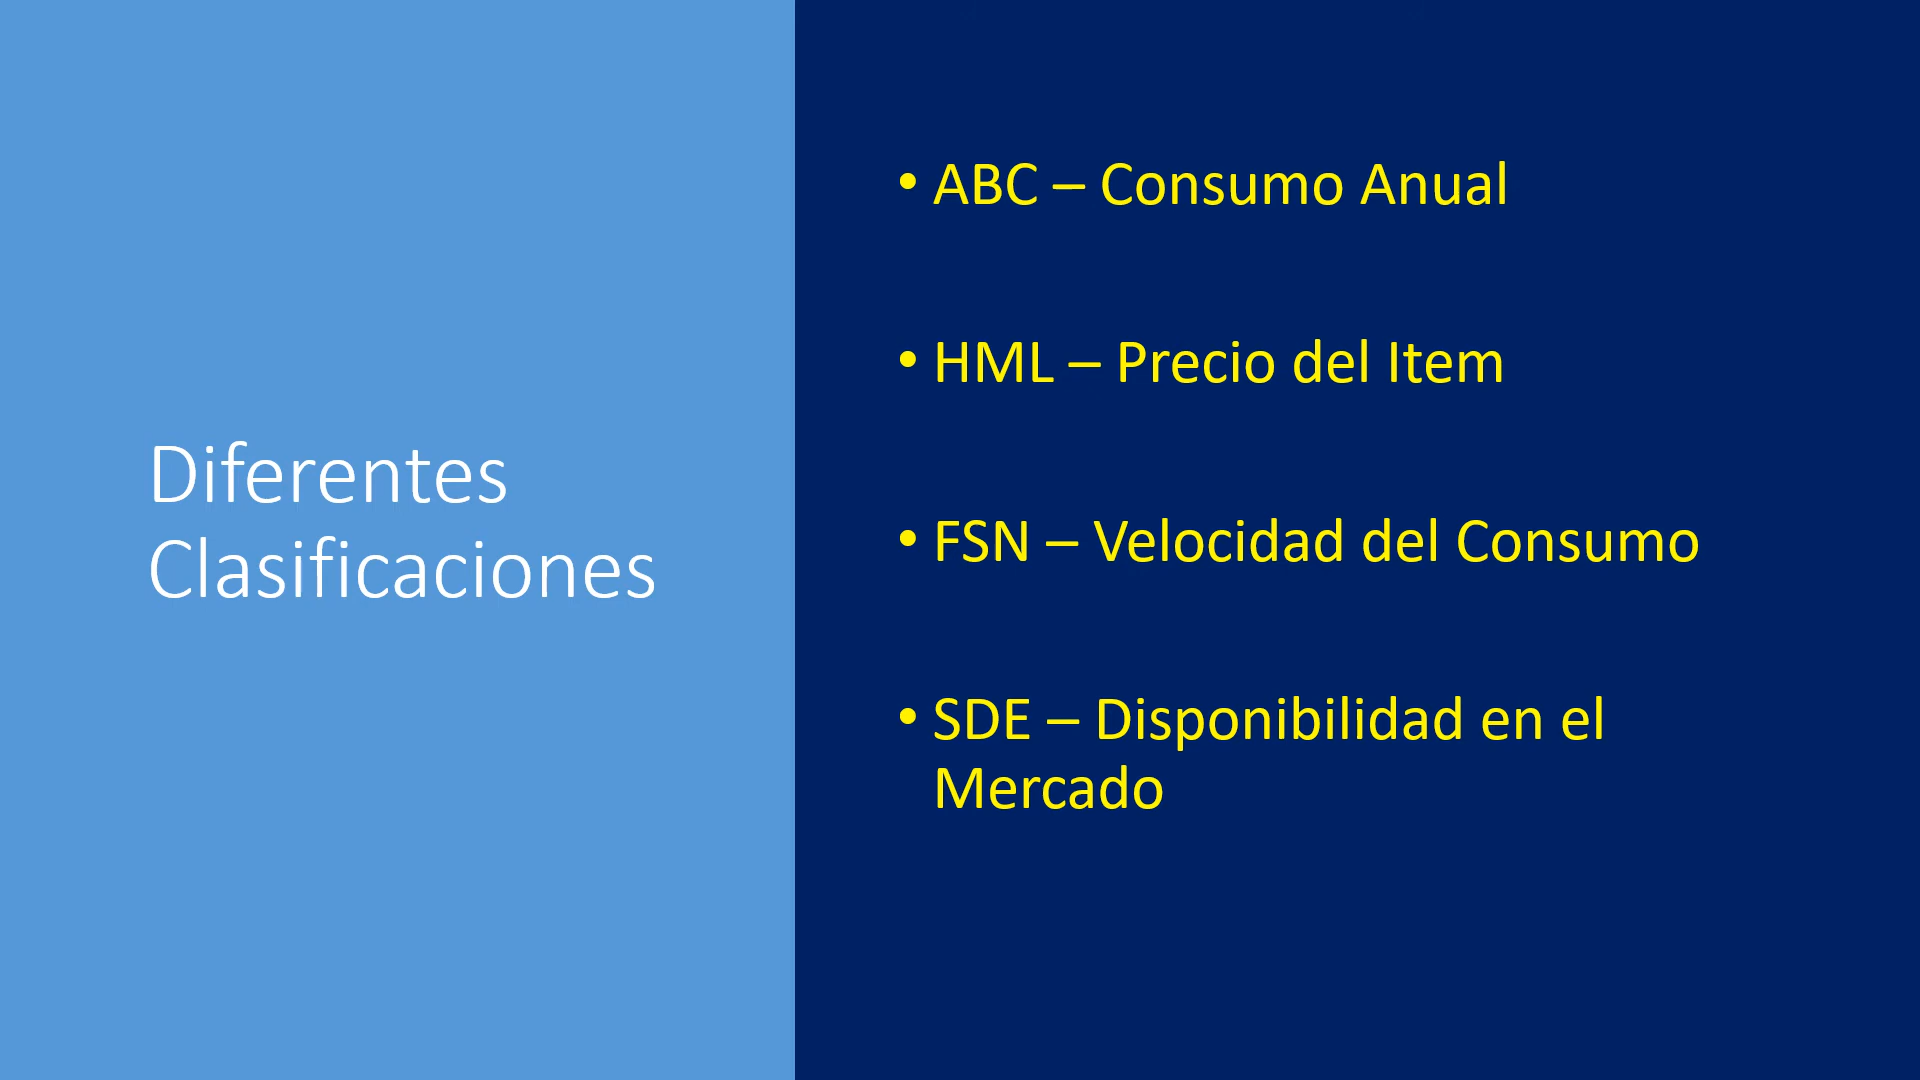 Diferentes
Clasificaciones
• ABC – Consumo Anual
• HML – Precio del Item
• FSN – Velocidad del Consumo
• SDE – Disponibilidad en el
Mercado